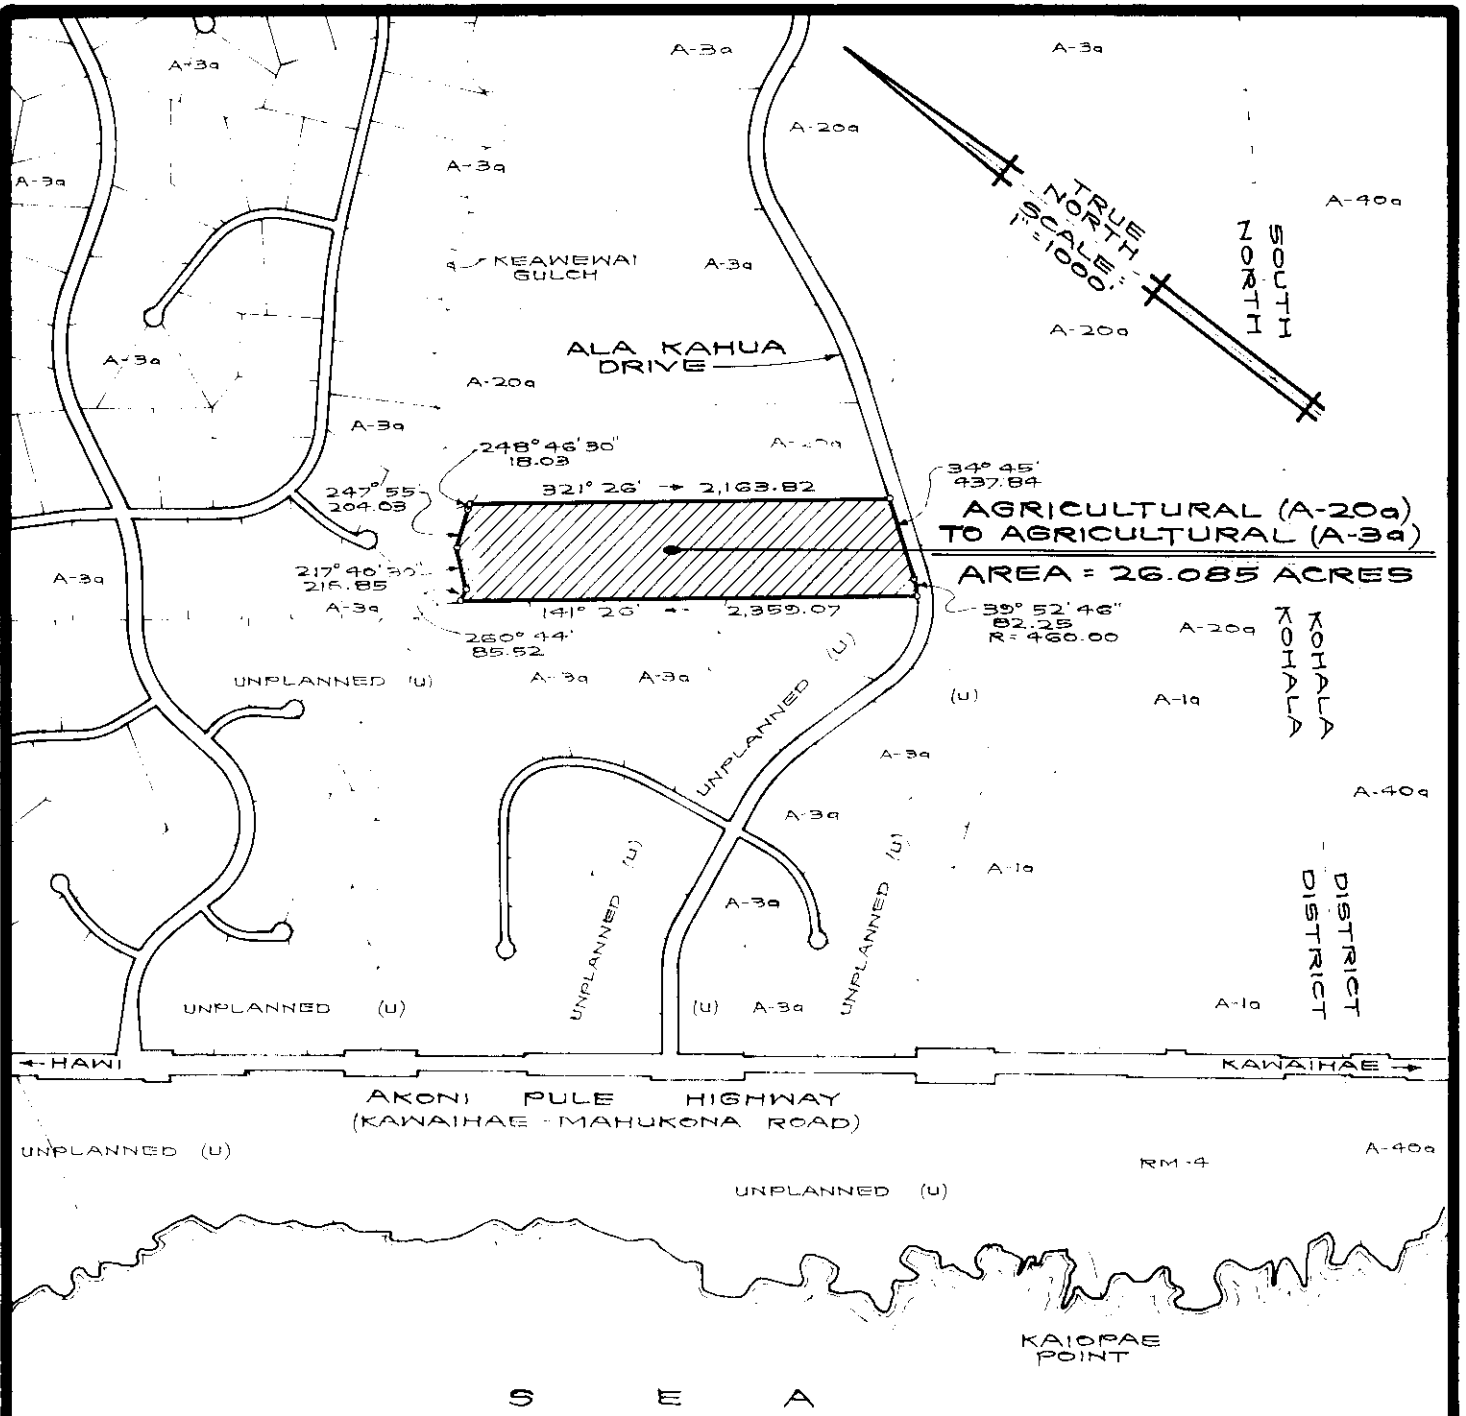 A-3a
A-3a
A-3a
A-20a
A-3a
A-3a
A-40a
TRUE
NORTH
SCALE:
1"=1000'
SOUTH
NORTH
KEAWEWAI
GULCH
A-3a
A-20a
ALA KAHUA
DRIVE
A-3a
A-20a
A-3a
248° 46' 30"
18.03
247° 55'
204.03
321° 26' → 2,163.82
34° 45'
437.84
AGRICULTURAL (A-20a)
TO AGRICULTURAL (A-3a)
AREA = 26.085 ACRES
A-3a
217° 40' 30"
216.85
A-3a
141° 26'
2,359.07
39° 52' 46"
82.25
R= 460.00
260° 44'
85.52
A-20a
KOHALA
KOHALA
UNPLANNED (U)
A-3a
A-3a
UNPLANNED (U)
(U)
A-1a
A-3a
A-40a
A-3a
UNPLANNED (U)
UNPLANNED (U)
A-1a
A-3a
DISTRICT
DISTRICT
UNPLANNED (U)
(U)
A-3a
A-1a
← HAWI
KAWAIHAE →
AKONI PULE HIGHWAY
(KAWAIHAE - MAHUKONA ROAD)
UNPLANNED (U)
RM-4
A-40a
UNPLANNED (U)
KAIOPAE
POINT
S E A